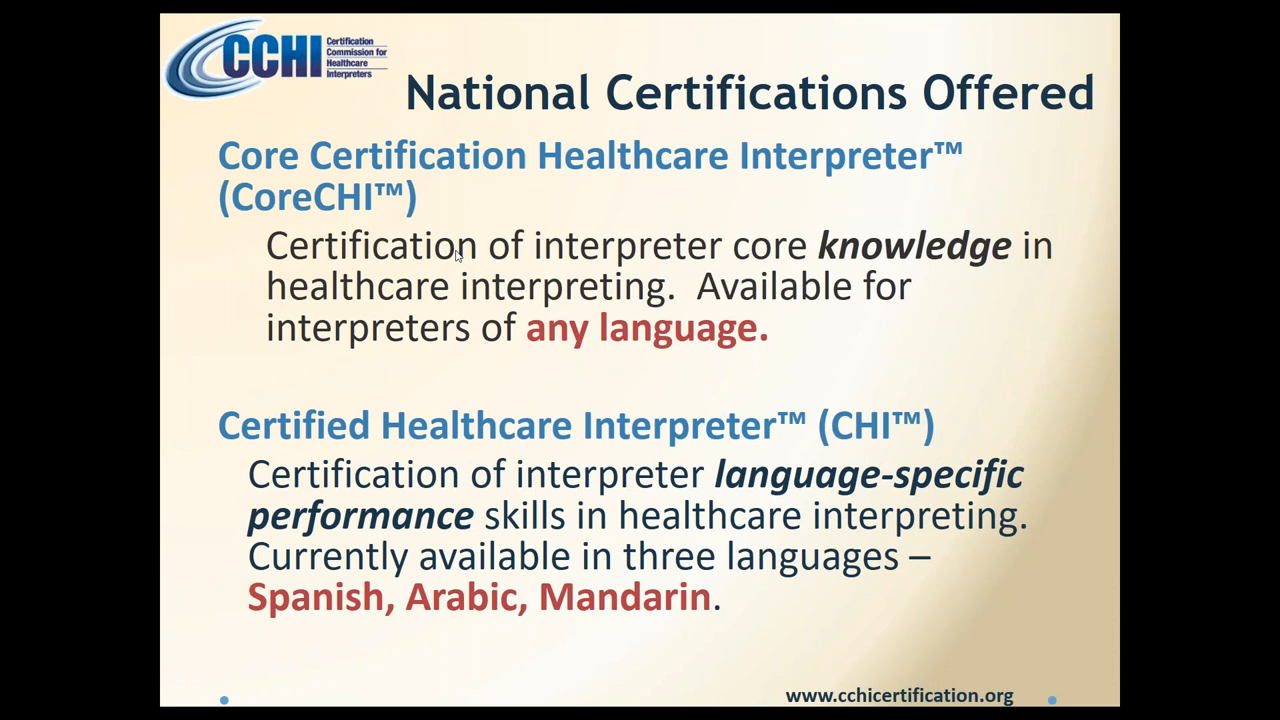 CCHI
Certification
Commission for
Healthcare
Interpreters
National Certifications Offered
Core Certification Healthcare Interpreter™
(CoreCHI™)
Certification of interpreter core knowledge in
healthcare interpreting.  Available for
interpreters of any language.
Certified Healthcare Interpreter™ (CHI™)
Certification of interpreter language-specific
performance skills in healthcare interpreting.
Currently available in three languages –
Spanish, Arabic, Mandarin.
www.cchicertification.org